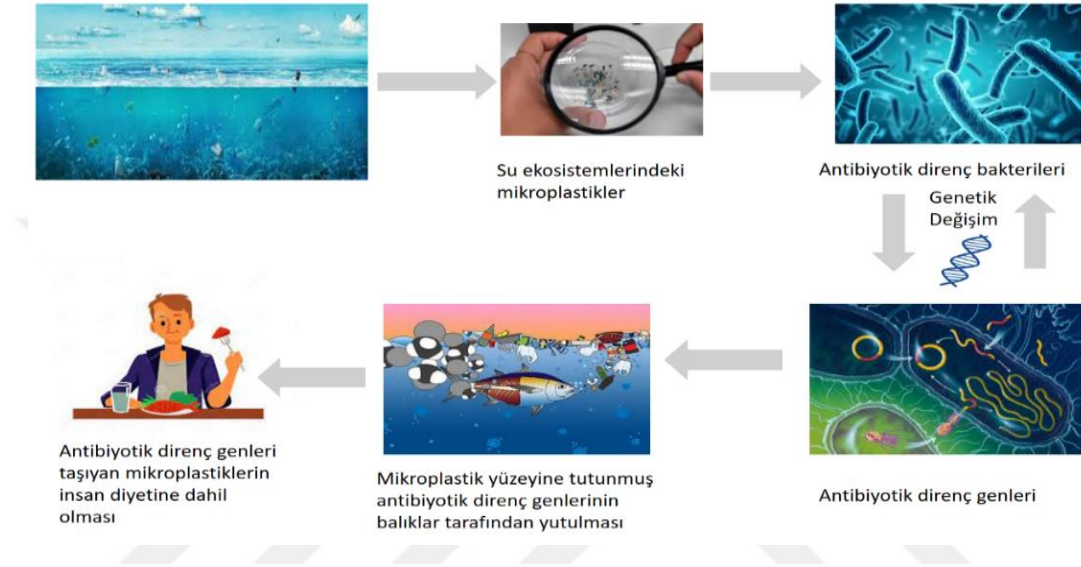 Su ekosistemlerindeki
mikroplastikler
Antibiyotik direnç bakterileri
Genetik
Değişim
Antibiyotik direnç genleri
Mikroplastik yüzeyine tutunmuş
antibiyotik direnç genlerinin
balıklar tarafından yutulması
Antibiyotik direnç genleri
taşıyan mikroplastiklerin
insan diyetine dahil
olması